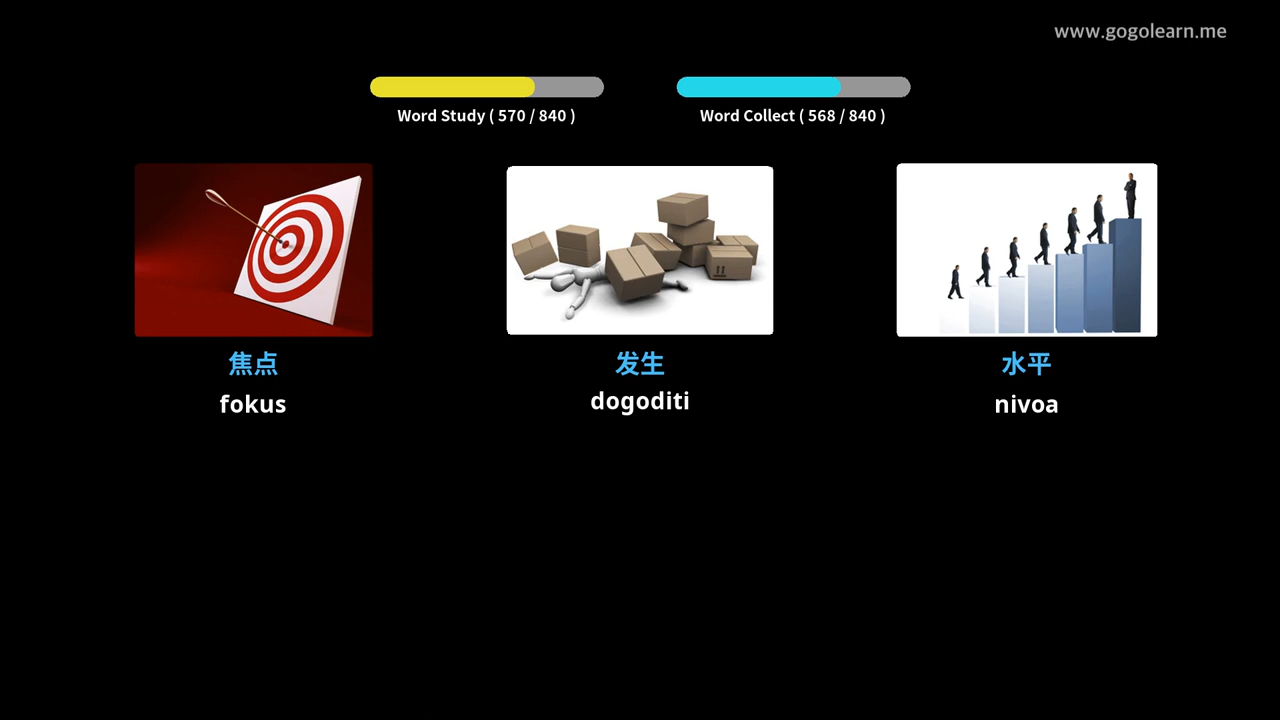 www.gogolearn.me
Word Study ( 570 / 840 )
Word Collect ( 568 / 840 )
焦点
发生
水平
fokus
dogoditi
nivoa